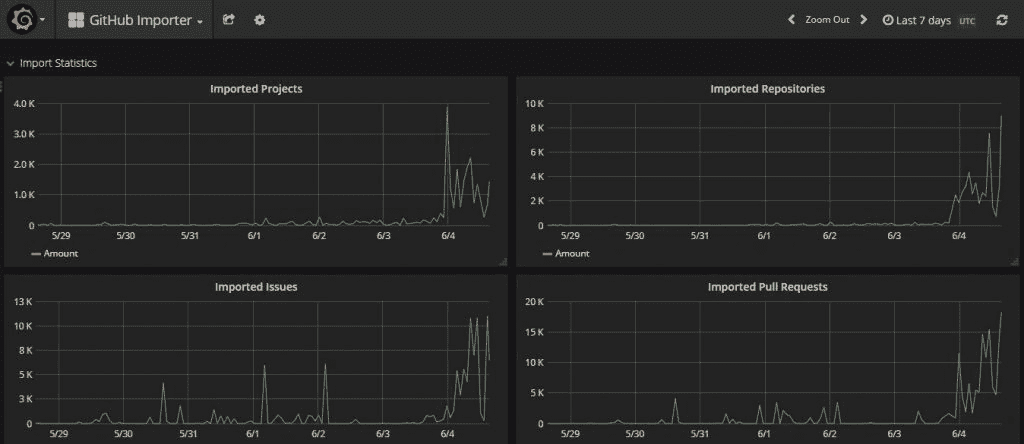 GitHub Importer
Zoom Out
Last 7 days UTC
Import Statistics
Imported Projects
4.0 K
3.0 K
2.0 K
1.0 K
0
5/29 5/30 5/31 6/1 6/2 6/3 6/4
Amount
Imported Repositories
10 K
8 K
6 K
4 K
2 K
0
5/29 5/30 5/31 6/1 6/2 6/3 6/4
Amount
Imported Issues
13 K
10 K
8 K
5 K
3 K
0
5/29 5/30 5/31 6/1 6/2 6/3 6/4
Imported Pull Requests
20 K
15 K
10 K
5 K
0
5/29 5/30 5/31 6/1 6/2 6/3 6/4